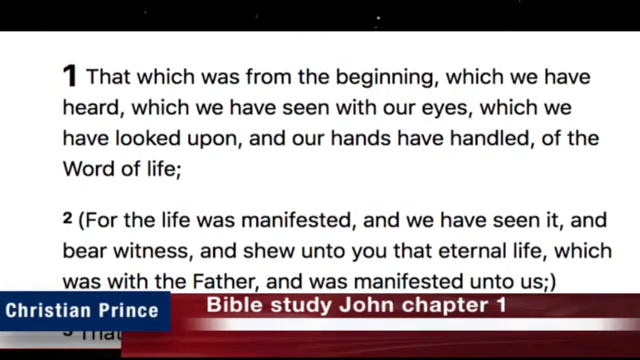 1 That which was from the beginning, which we have
heard, which we have seen with our eyes, which we
have looked upon, and our hands have handled, of the
Word of life;
2 (For the life was manifested, and we have seen it, and
bear witness, and shew unto you that eternal life, which
was with the Father, and was manifested unto us;)
Christian Prince
Bible study John chapter 1
3 That